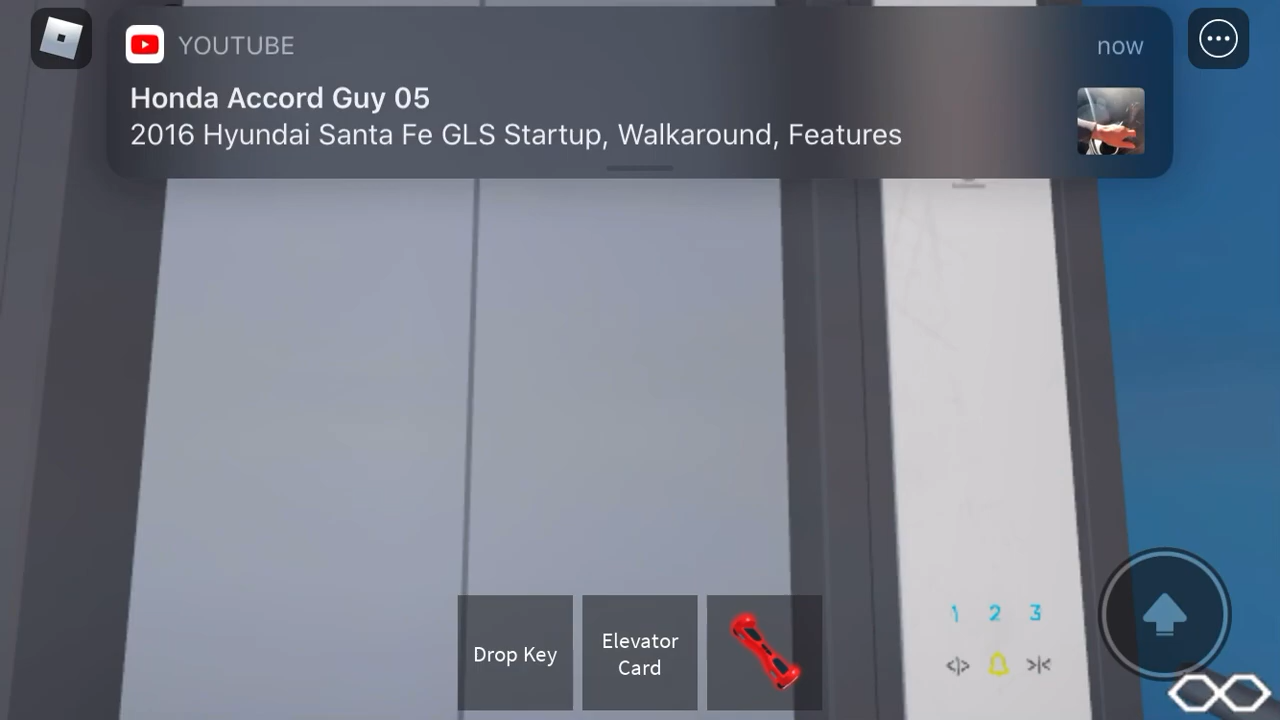 YOUTUBE
now
Honda Accord Guy 05
2016 Hyundai Santa Fe GLS Startup, Walkaround, Features
Drop Key
Elevator
Card
1 2 3